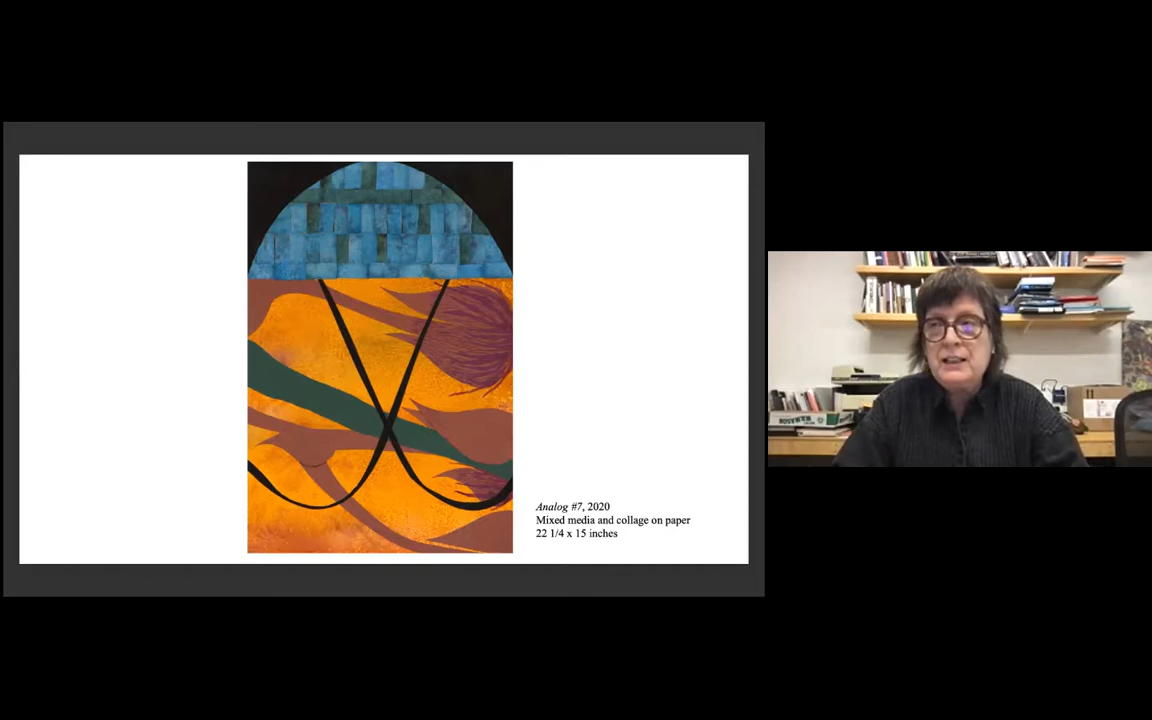 Analog #7, 2020
Mixed media and collage on paper
22 1/4 x 15 inches